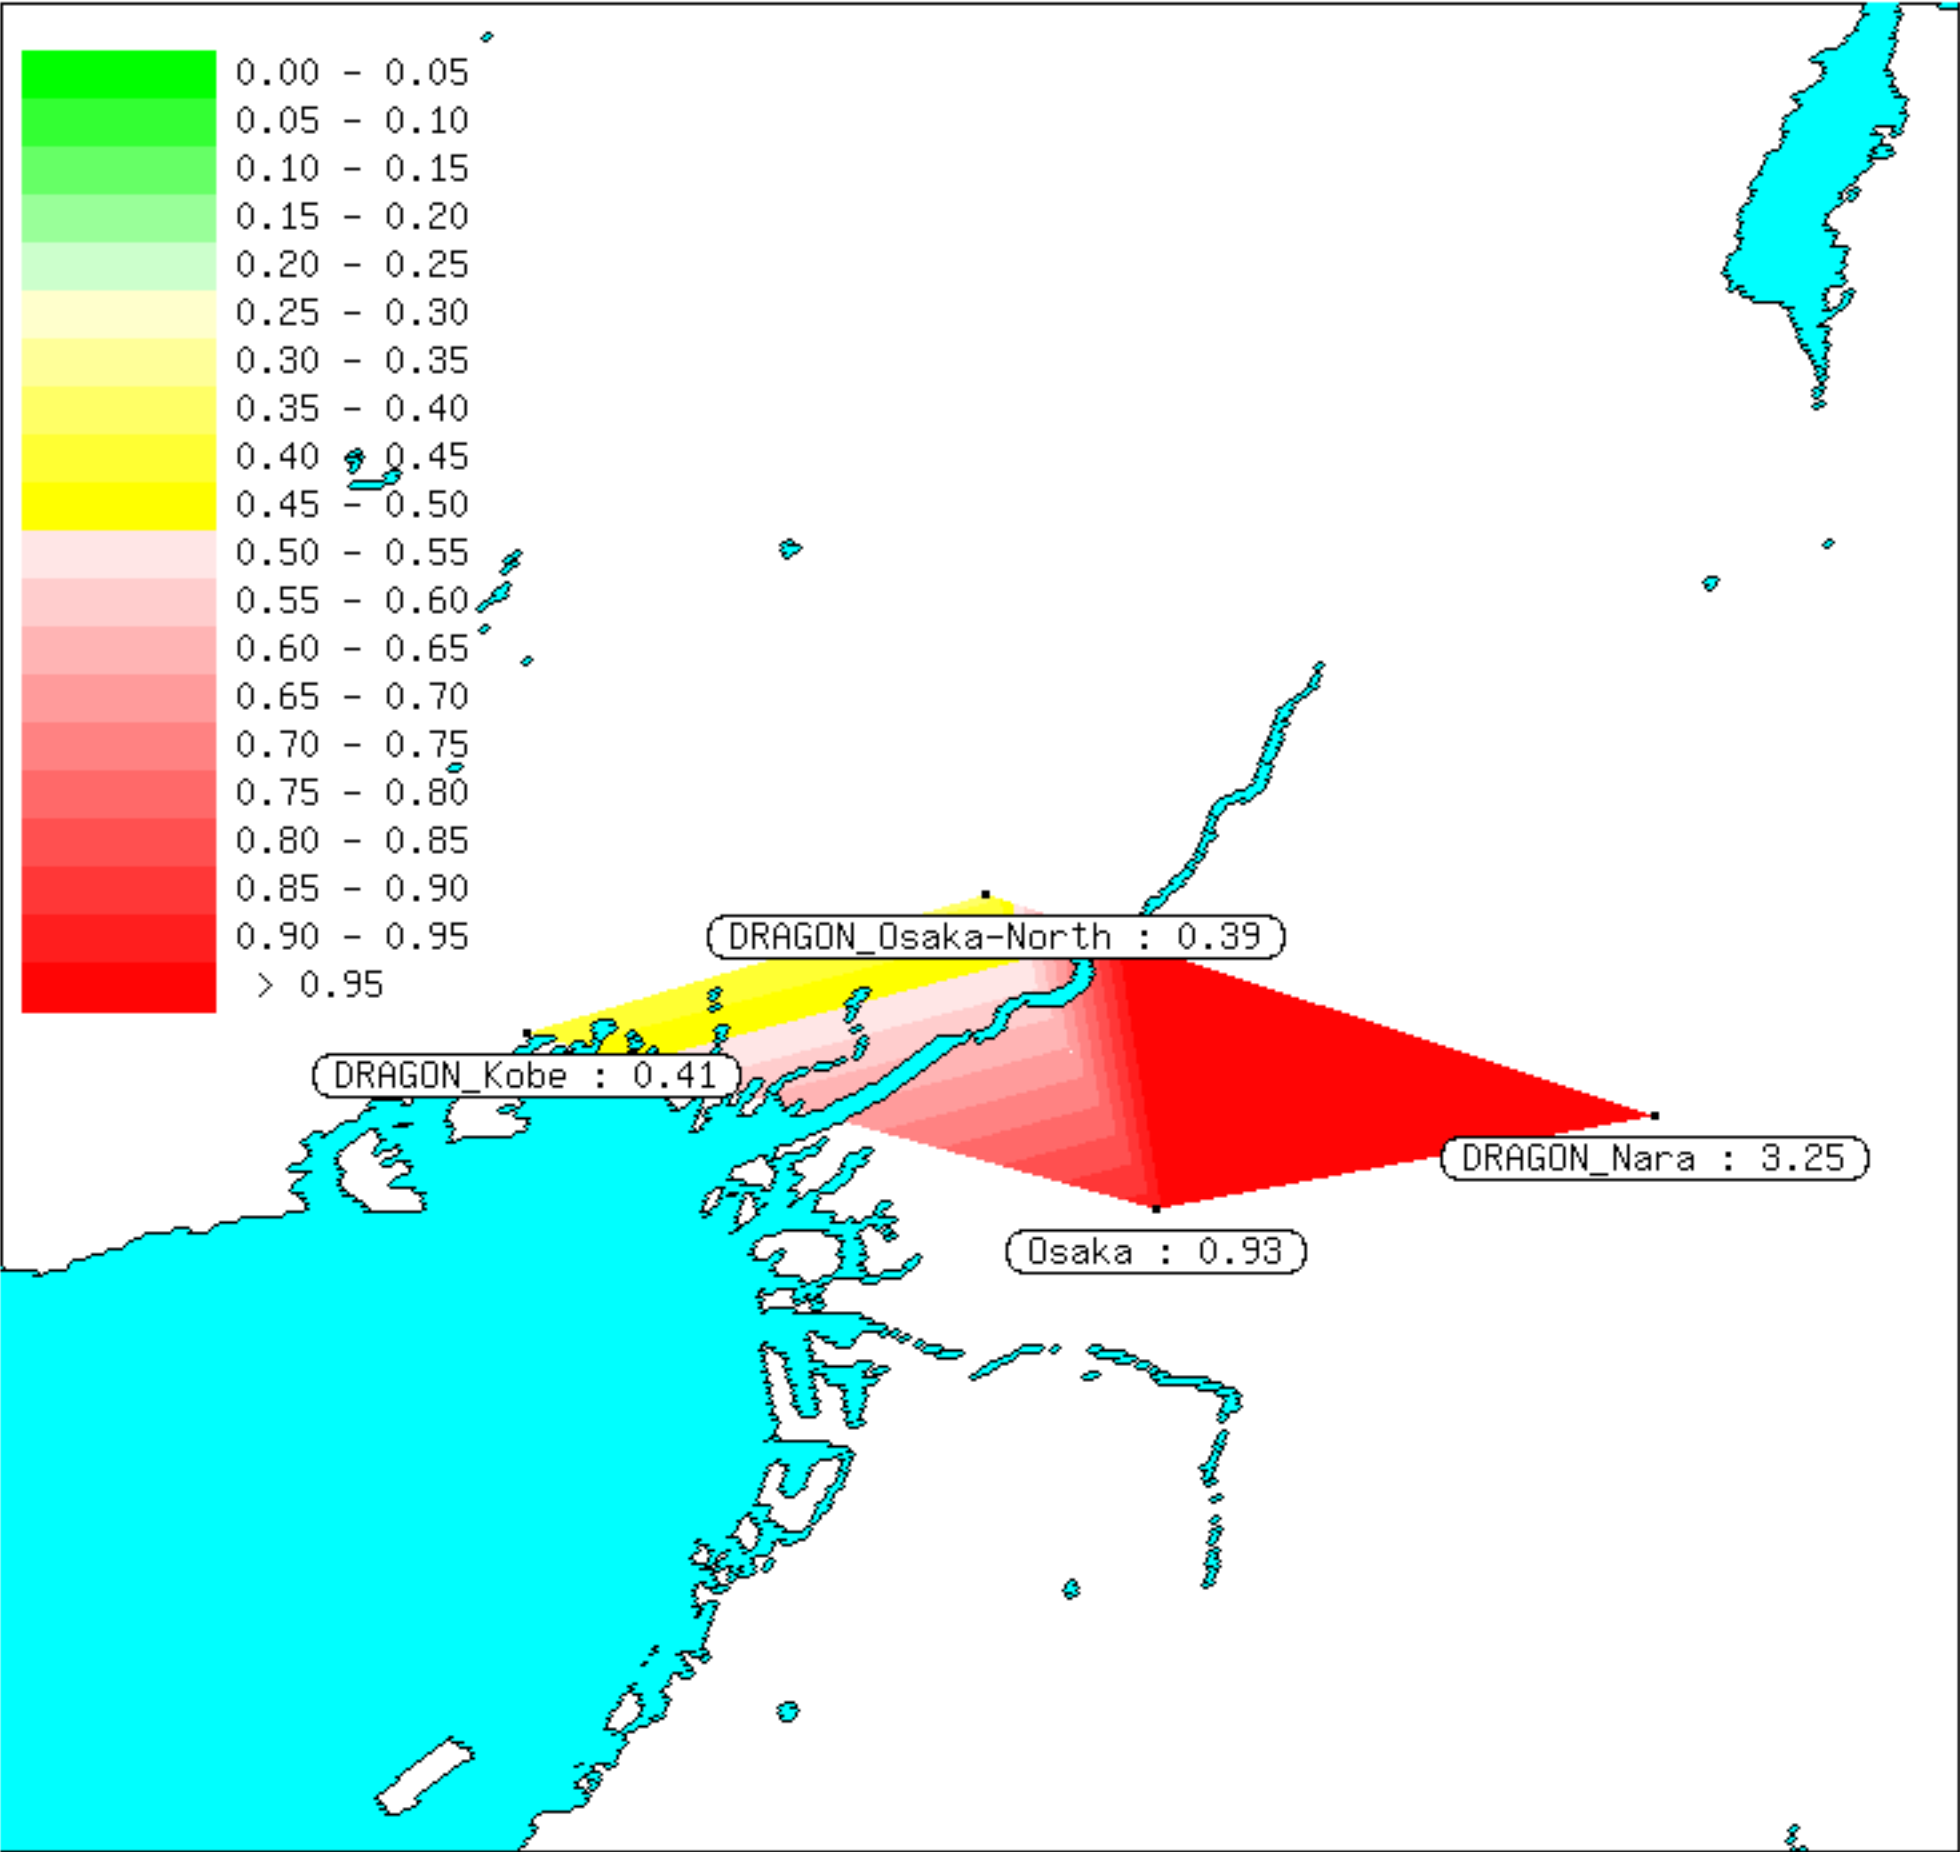 0.00 - 0.05
0.05 - 0.10
0.10 - 0.15
0.15 - 0.20
0.20 - 0.25
0.25 - 0.30
0.30 - 0.35
0.35 - 0.40
0.40 - 0.45
0.45 - 0.50
0.50 - 0.55
0.55 - 0.60
0.60 - 0.65
0.65 - 0.70
0.70 - 0.75
0.75 - 0.80
0.80 - 0.85
0.85 - 0.90
0.90 - 0.95
> 0.95
DRAGON_Osaka-North : 0.39
DRAGON_Kobe : 0.41
DRAGON_Nara : 3.25
Osaka : 0.93